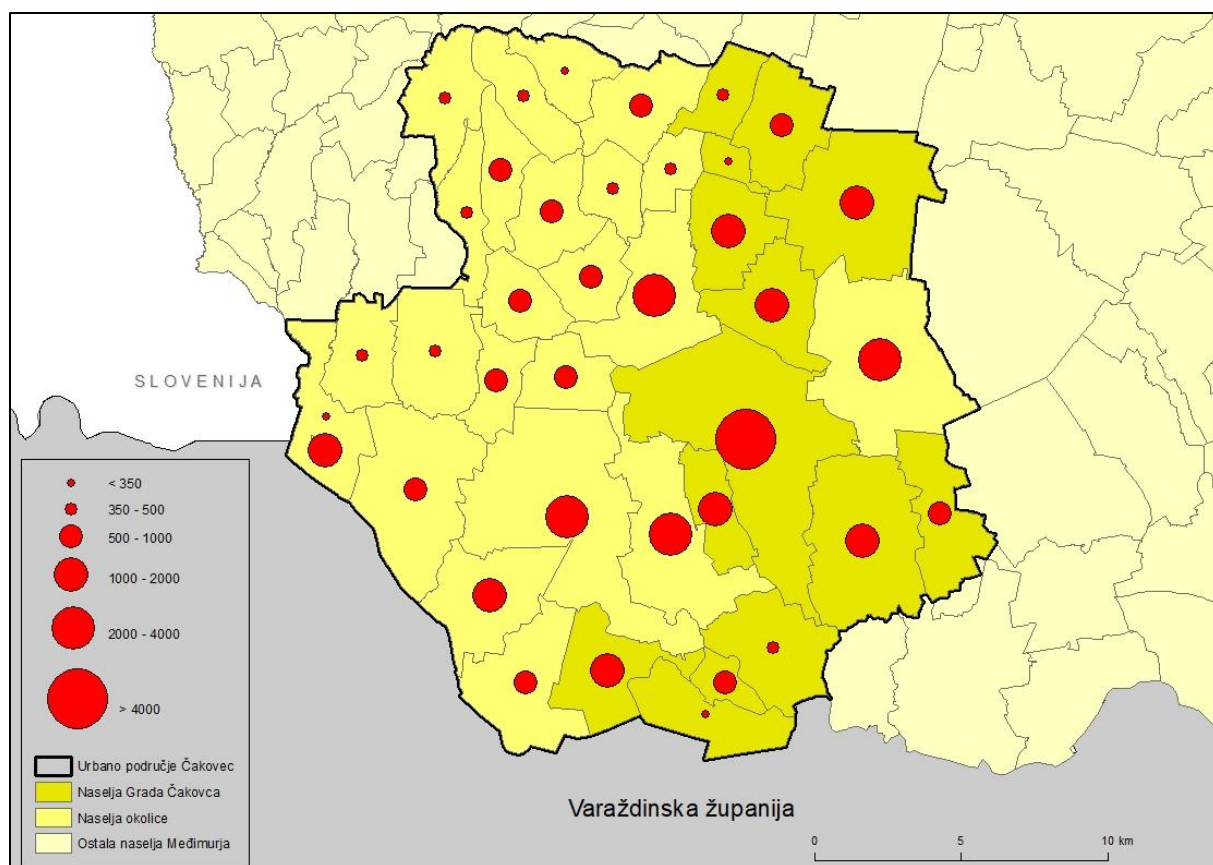 SLOVENIJA
< 350
350 - 500
500 - 1000
1000 - 2000
2000 - 4000
> 4000
Urbano područje Čakovec
Naselja Grada Čakovca
Naselja okolice
Ostala naselja Međimurja
Varaždinska županija
0 5 10 km